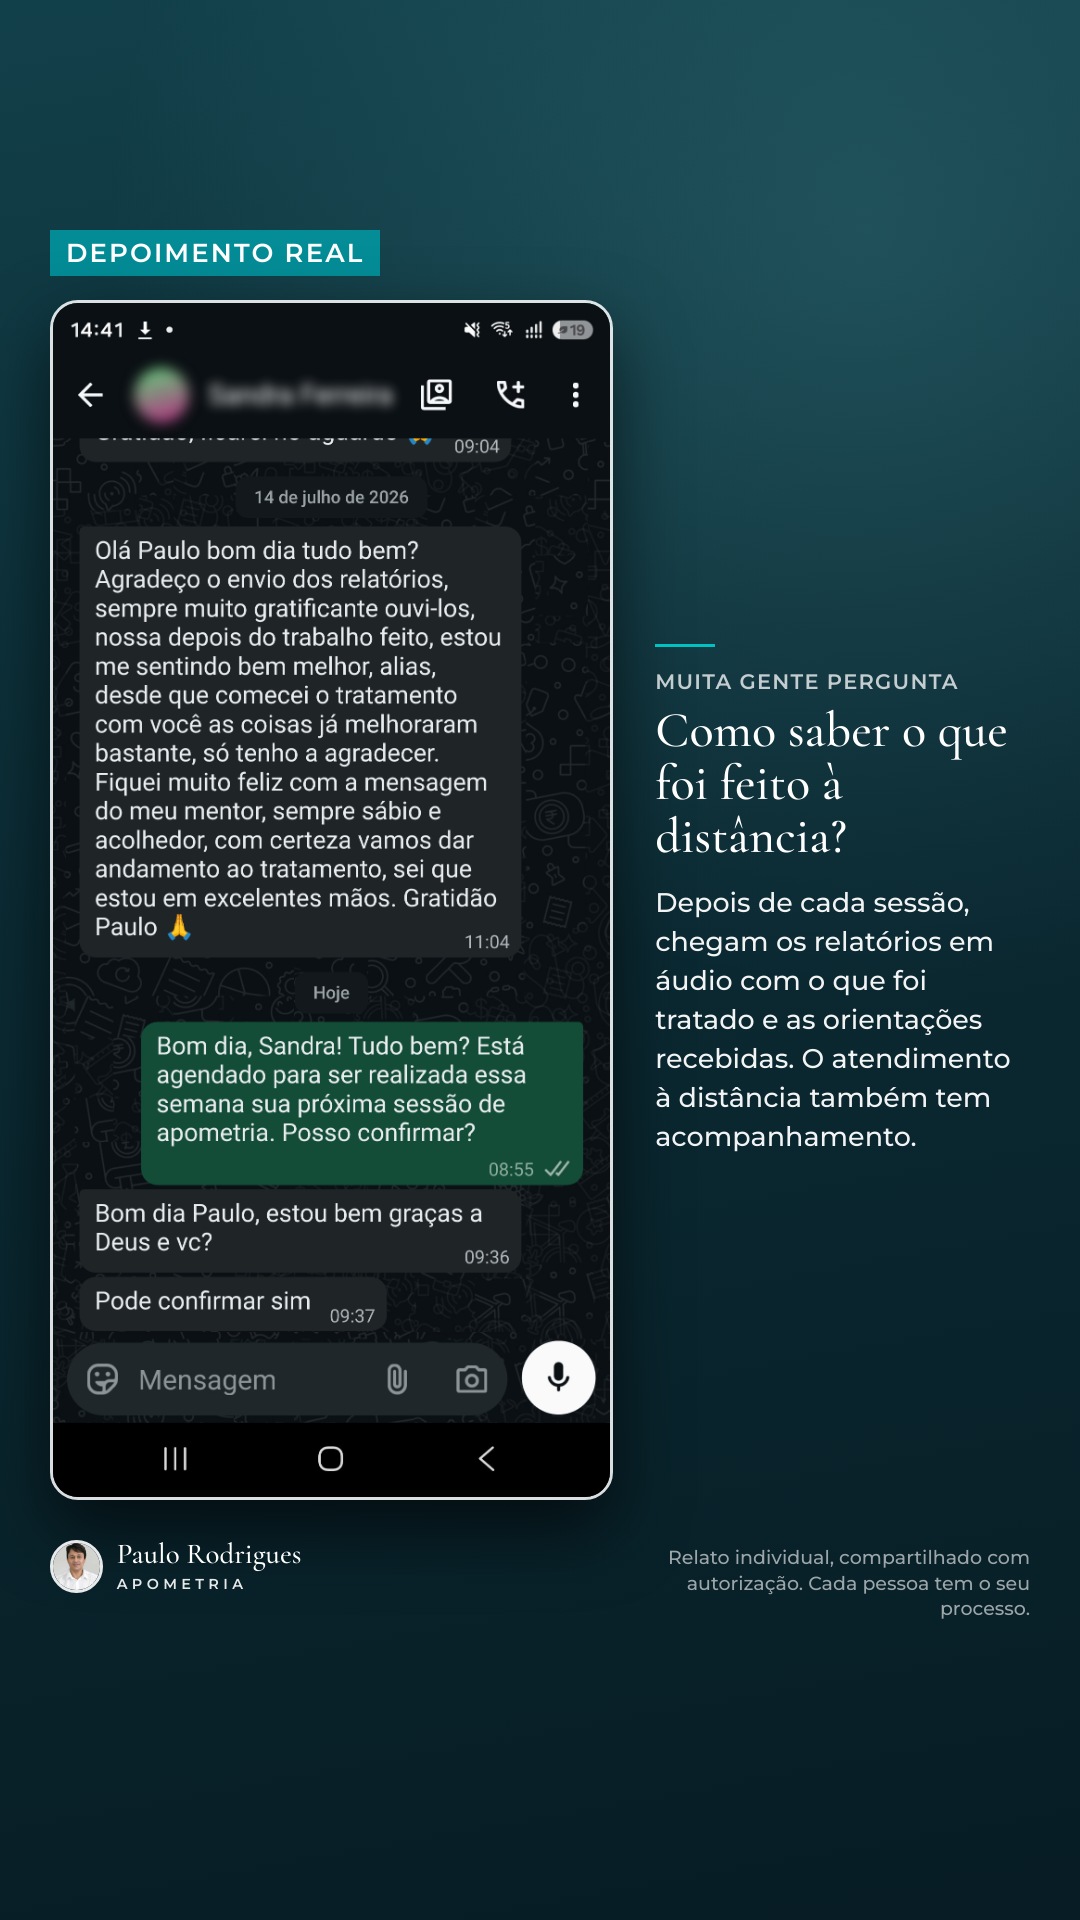 DEPOIMENTO REAL
14:41
19
09:04
14 de julho de 2026
Olá Paulo bom dia tudo bem?
Agradeço o envio dos relatórios,
sempre muito gratificante ouvi-los,
nossa depois do trabalho feito, estou
me sentindo bem melhor, alias,
desde que comecei o tratamento
com você as coisas já melhoraram
bastante, só tenho a agradecer.
Fiquei muito feliz com a mensagem
do meu mentor, sempre sábio e
acolhedor, com certeza vamos dar
andamento ao tratamento, sei que
estou em excelentes mãos. Gratidão
Paulo 🙏
11:04
Hoje
Bom dia, Sandra! Tudo bem? Está
agendado para ser realizada essa
semana sua próxima sessão de
apometria. Posso confirmar?
08:55
Bom dia Paulo, estou bem graças a
Deus e vc?
09:36
Pode confirmar sim
09:37
Mensagem
MUITA GENTE PERGUNTA
Como saber o que
foi feito à
distância?
Depois de cada sessão,
chegam os relatórios em
áudio com o que foi
tratado e as orientações
recebidas. O atendimento
à distância também tem
acompanhamento.
Paulo Rodrigues
APOMETRIA
Relato individual, compartilhado com
autorização. Cada pessoa tem o seu
processo.